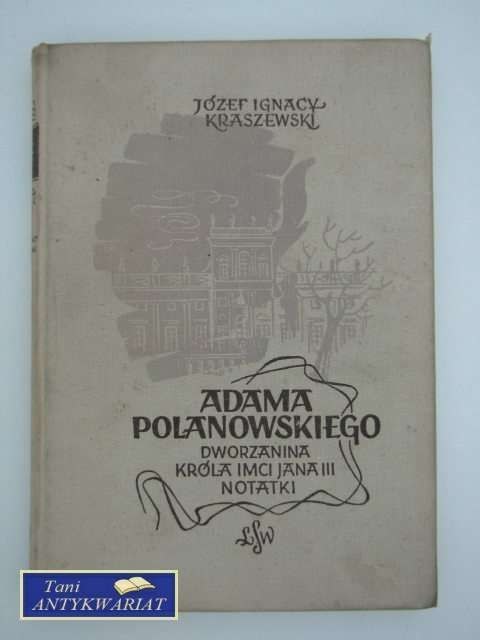 JÓZEF IGNACY
KRASZEWSKI
ADAMA
POLANOWSKIEGO
DWORZANINA
KRÓLA IMCI JANA III
NOTATKI
LSW
Tani
ANTYKWARIAT